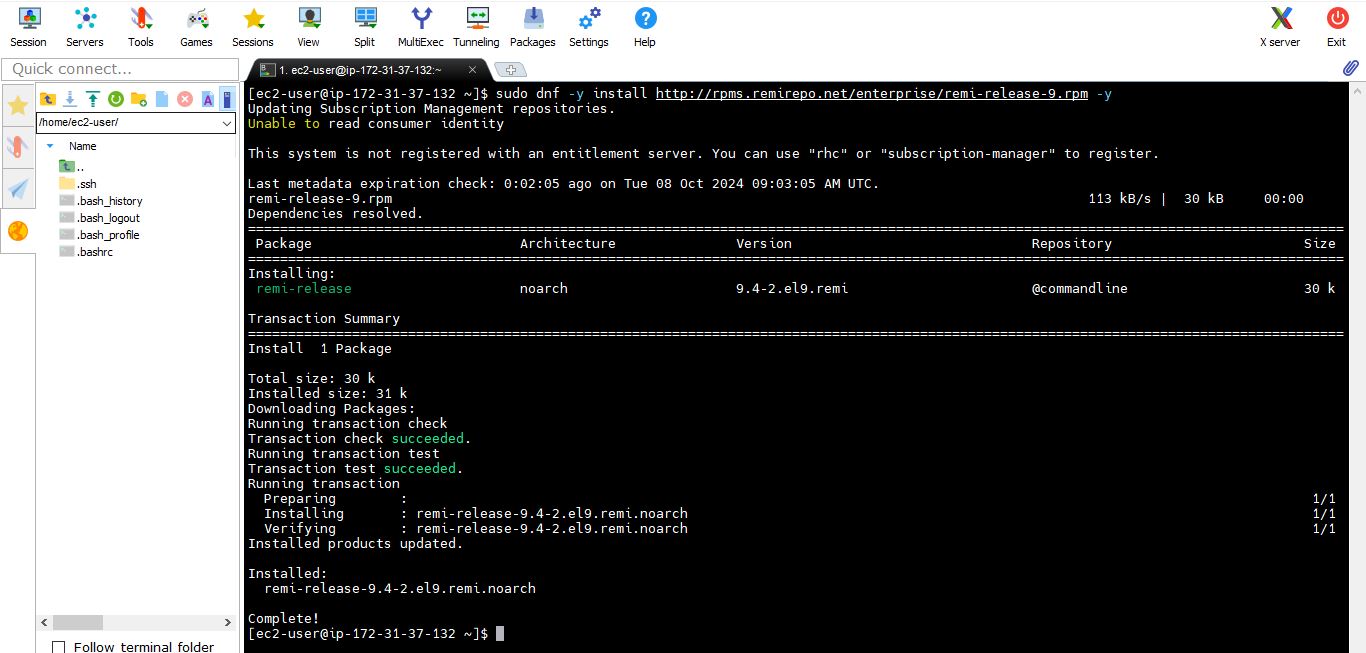 Session Servers Tools Games Sessions View Split MultiExec Tunneling Packages Settings Help X server Exit
Quick connect...
1. ec2-user@ip-172-31-37-132:~
/home/ec2-user/
Name
..
.ssh
.bash_history
.bash_logout
.bash_profile
.bashrc
Follow terminal folder
[ec2-user@ip-172-31-37-132 ~]$ sudo dnf -y install http://rpms.remirepo.net/enterprise/remi-release-9.rpm -y
Updating Subscription Management repositories.
Unable to read consumer identity
This system is not registered with an entitlement server. You can use "rhc" or "subscription-manager" to register.
Last metadata expiration check: 0:02:05 ago on Tue 08 Oct 2024 09:03:05 AM UTC.
remi-release-9.rpm 113 kB/s | 30 kB 00:00
Dependencies resolved.
Package Architecture Version Repository Size
Installing:
remi-release noarch 9.4-2.el9.remi @commandline 30 k
Transaction Summary
Install 1 Package
Total size: 30 k
Installed size: 31 k
Downloading Packages:
Running transaction check
Transaction check succeeded.
Running transaction test
Transaction test succeeded.
Running transaction
Preparing : 1/1
Installing : remi-release-9.4-2.el9.remi.noarch 1/1
Verifying : remi-release-9.4-2.el9.remi.noarch 1/1
Installed products updated.
Installed:
remi-release-9.4-2.el9.remi.noarch
Complete!
[ec2-user@ip-172-31-37-132 ~]$